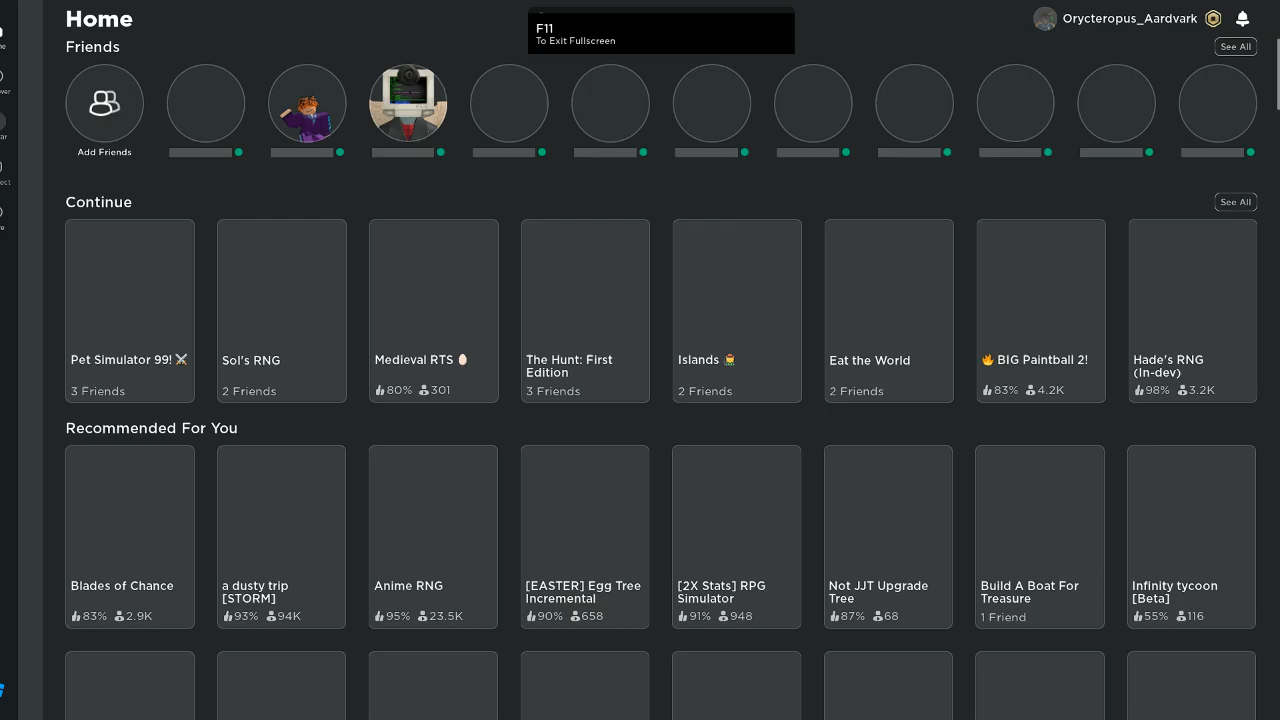 Home
F11
To Exit Fullscreen
Orycteropus_Aardvark
Friends
See All
Add Friends
Continue
See All
Pet Simulator 99! ⚔️
3 Friends
Sol's RNG
2 Friends
Medieval RTS 🥚
80% 301
The Hunt: First
Edition
3 Friends
Islands
2 Friends
Eat the World
2 Friends
🔥 BIG Paintball 2!
83% 4.2K
Hade's RNG
(In-dev)
98% 3.2K
Recommended For You
Blades of Chance
83% 2.9K
a dusty trip
[STORM]
93% 94K
Anime RNG
95% 23.5K
[EASTER] Egg Tree
Incremental
90% 658
[2X Stats] RPG
Simulator
91% 948
Not JJT Upgrade
Tree
87% 68
Build A Boat For
Treasure
1 Friend
Infinity tycoon
[Beta]
55% 116